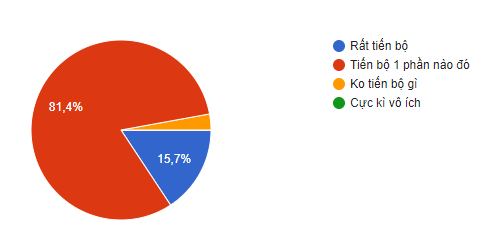 Rất tiến bộ
Tiến bộ 1 phần nào đó
Ko tiến bộ gì
Cực kì vô ích
81,4%
15,7%